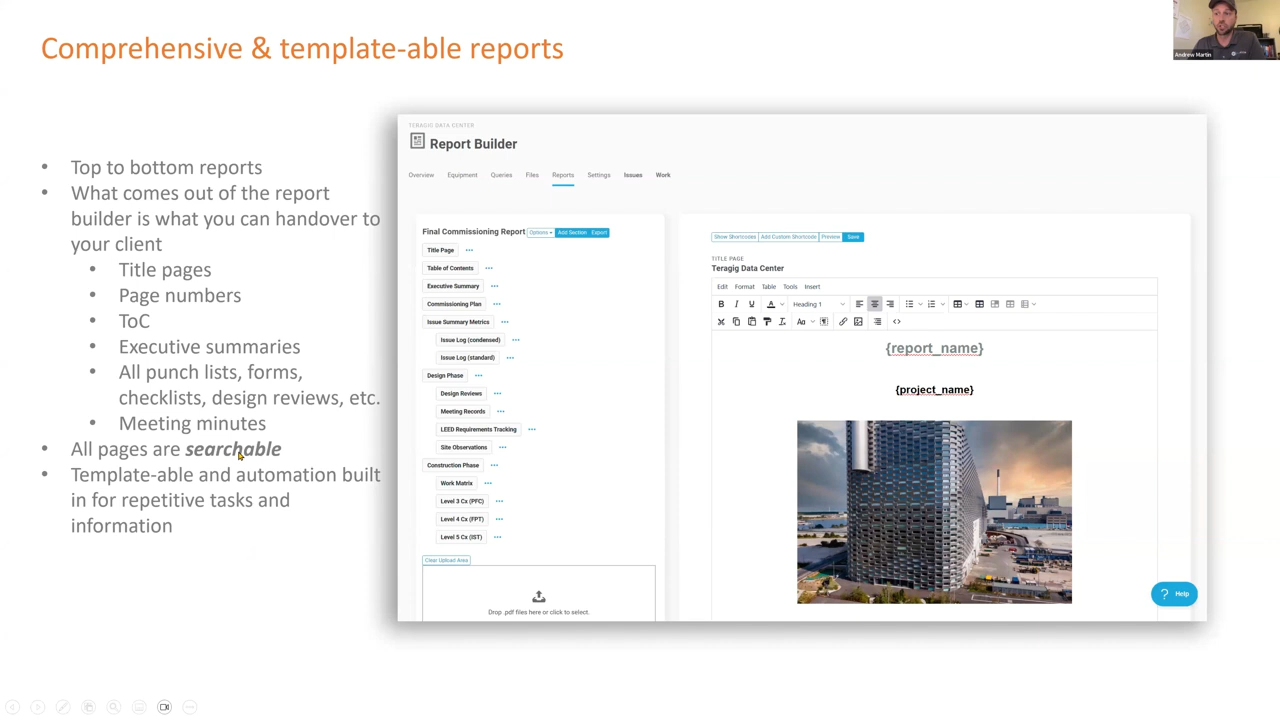 Comprehensive & template-able reports
Andrew Martin
• Top to bottom reports
• What comes out of the report
builder is what you can handover to
your client
• Title pages
• Page numbers
• ToC
• Executive summaries
• All punch lists, forms,
checklists, design reviews, etc.
• Meeting minutes
• All pages are searchable
• Template-able and automation built
in for repetitive tasks and
information
TERAGIG DATA CENTER
Report Builder
Overview Equipment Queries Files Reports Settings Issues Work
Final Commissioning Report Options Add Section Export
Title Page
Table of Contents
Executive Summary
Commissioning Plan
Issue Summary Metrics
Issue Log (condensed)
Issue Log (standard)
Design Phase
Design Reviews
Meeting Records
LEED Requirements Tracking
Site Observations
Construction Phase
Work Matrix
Level 3 Cx (PFC)
Level 4 Cx (FPT)
Level 5 Cx (IST)
Clear Upload Area
Drop .pdf files here or click to select.
Show Shortcodes Add Custom Shortcode Preview Save
TITLE PAGE
Teragig Data Center
Edit Format Table Tools Insert
B I U A Heading 1
Aa
{report_name}
{project_name}
? Help